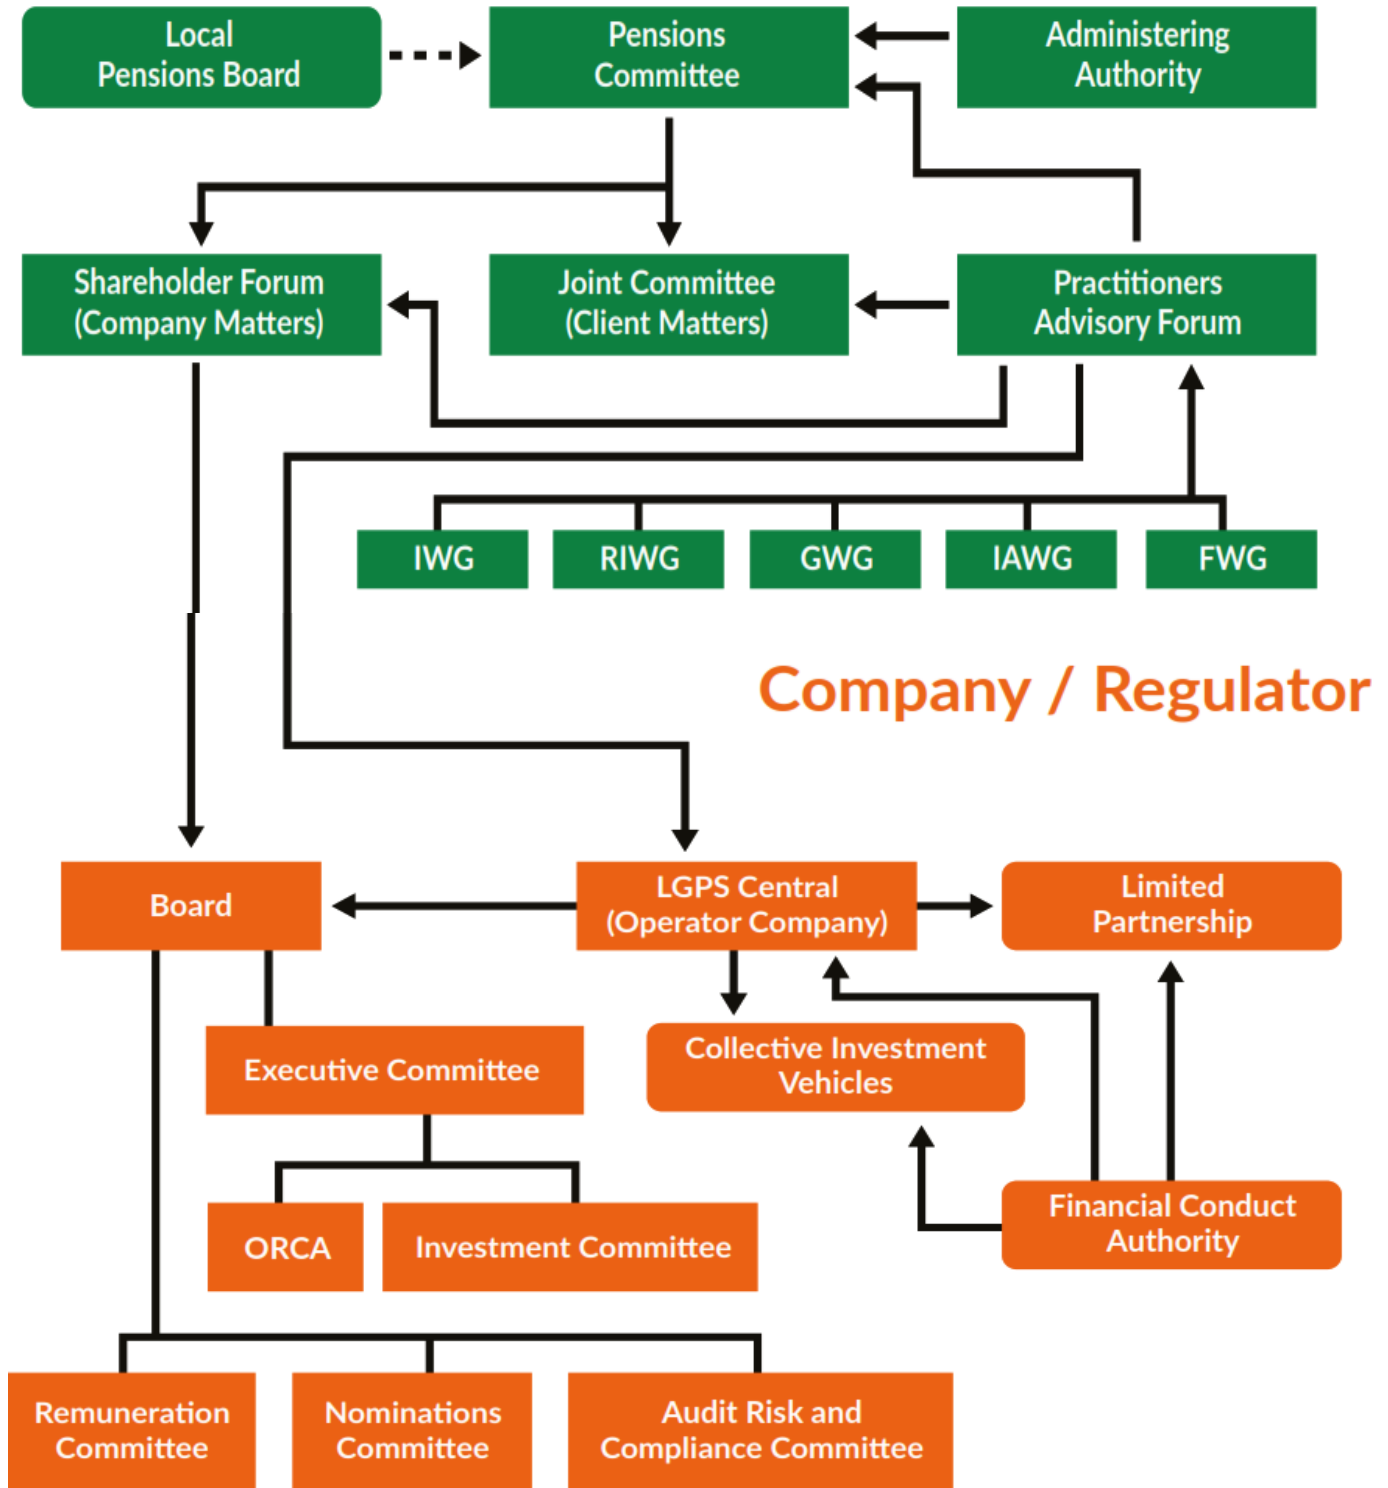 Local
Pensions Board
Pensions
Committee
Administering
Authority
Shareholder Forum
(Company Matters)
Joint Committee
(Client Matters)
Practitioners
Advisory Forum
IWG
RIWG
GWG
IAWG
FWG
Company / Regulator
Board
LGPS Central
(Operator Company)
Limited
Partnership
Executive Committee
Collective Investment
Vehicles
ORCA
Investment Committee
Financial Conduct
Authority
Remuneration
Committee
Nominations
Committee
Audit Risk and
Compliance Committee